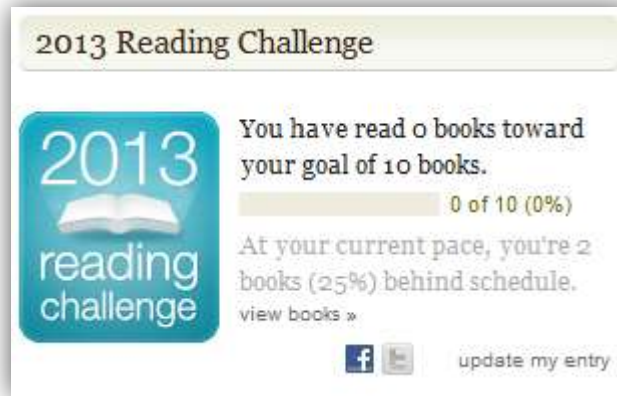 2013 Reading Challenge
2013
reading
challenge
You have read 0 books toward
your goal of 10 books.
0 of 10 (0%)
At your current pace, you're 2
books (25%) behind schedule.
view books »
f t update my entry